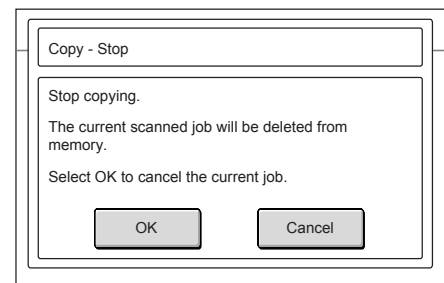 Copy - Stop
Stop copying.
The current scanned job will be deleted from
memory.
Select OK to cancel the current job.
OK
Cancel